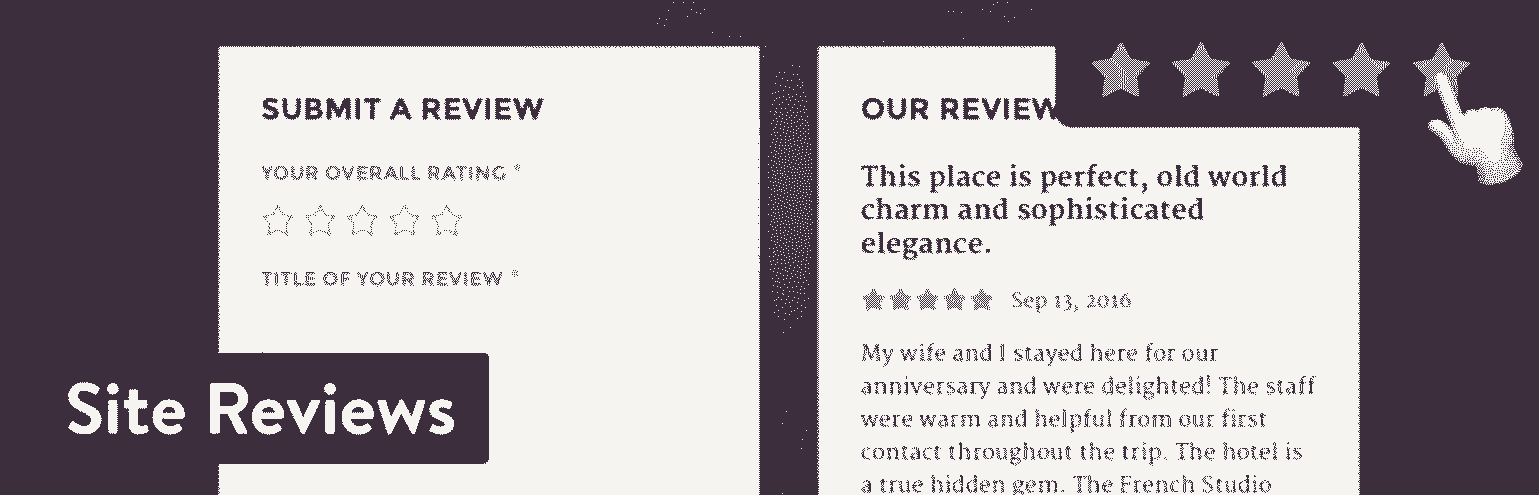 SUBMIT A REVIEW
YOUR OVERALL RATING *
TITLE OF YOUR REVIEW *
Site Reviews
OUR REVIEW
This place is perfect, old world
charm and sophisticated
elegance.
Sep 13, 2016
My wife and I stayed here for our
anniversary and were delighted! The staff
were warm and helpful from our first
contact throughout the trip. The hotel is
a true hidden gem. The French Studio